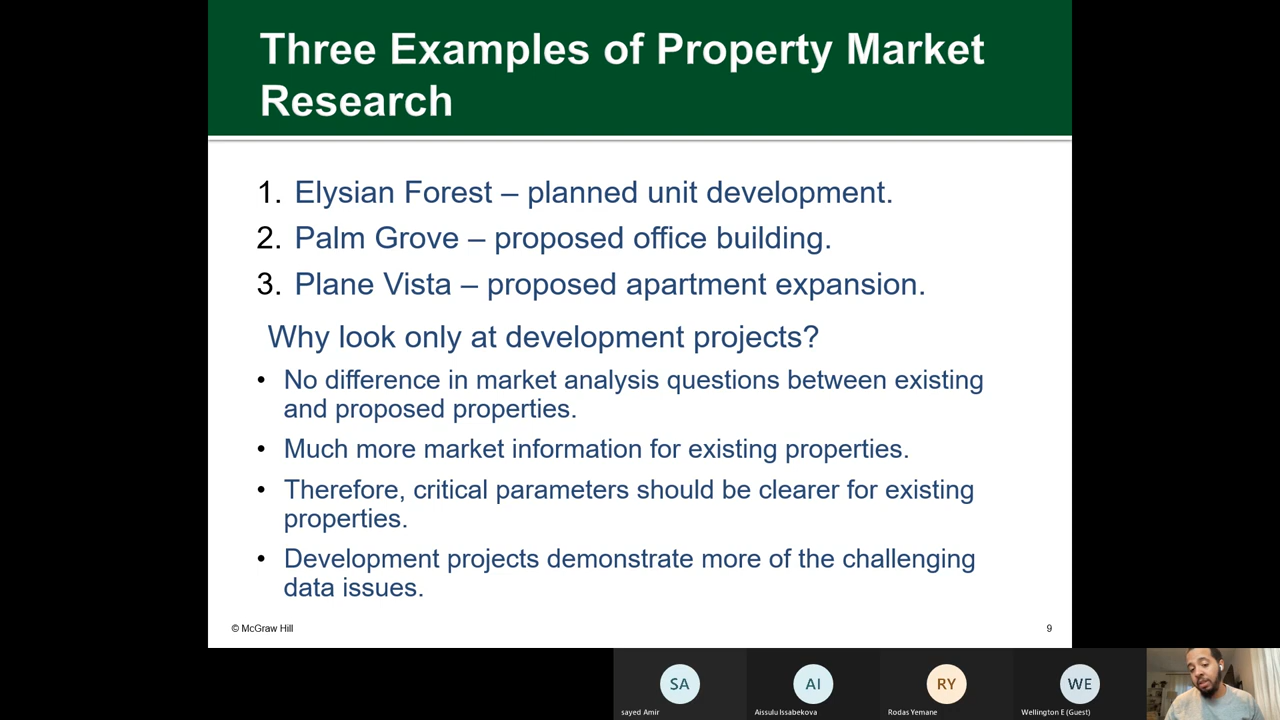 Three Examples of Property Market
Research
1. Elysian Forest – planned unit development.
2. Palm Grove – proposed office building.
3. Plane Vista – proposed apartment expansion.
Why look only at development projects?
• No difference in market analysis questions between existing
and proposed properties.
• Much more market information for existing properties.
• Therefore, critical parameters should be clearer for existing
properties.
• Development projects demonstrate more of the challenging
data issues.
© McGraw Hill
9
SA
AI
RY
WE
sayed Amir
Aissulu Issabekova
Rodas Yemane
Wellington E (Guest)